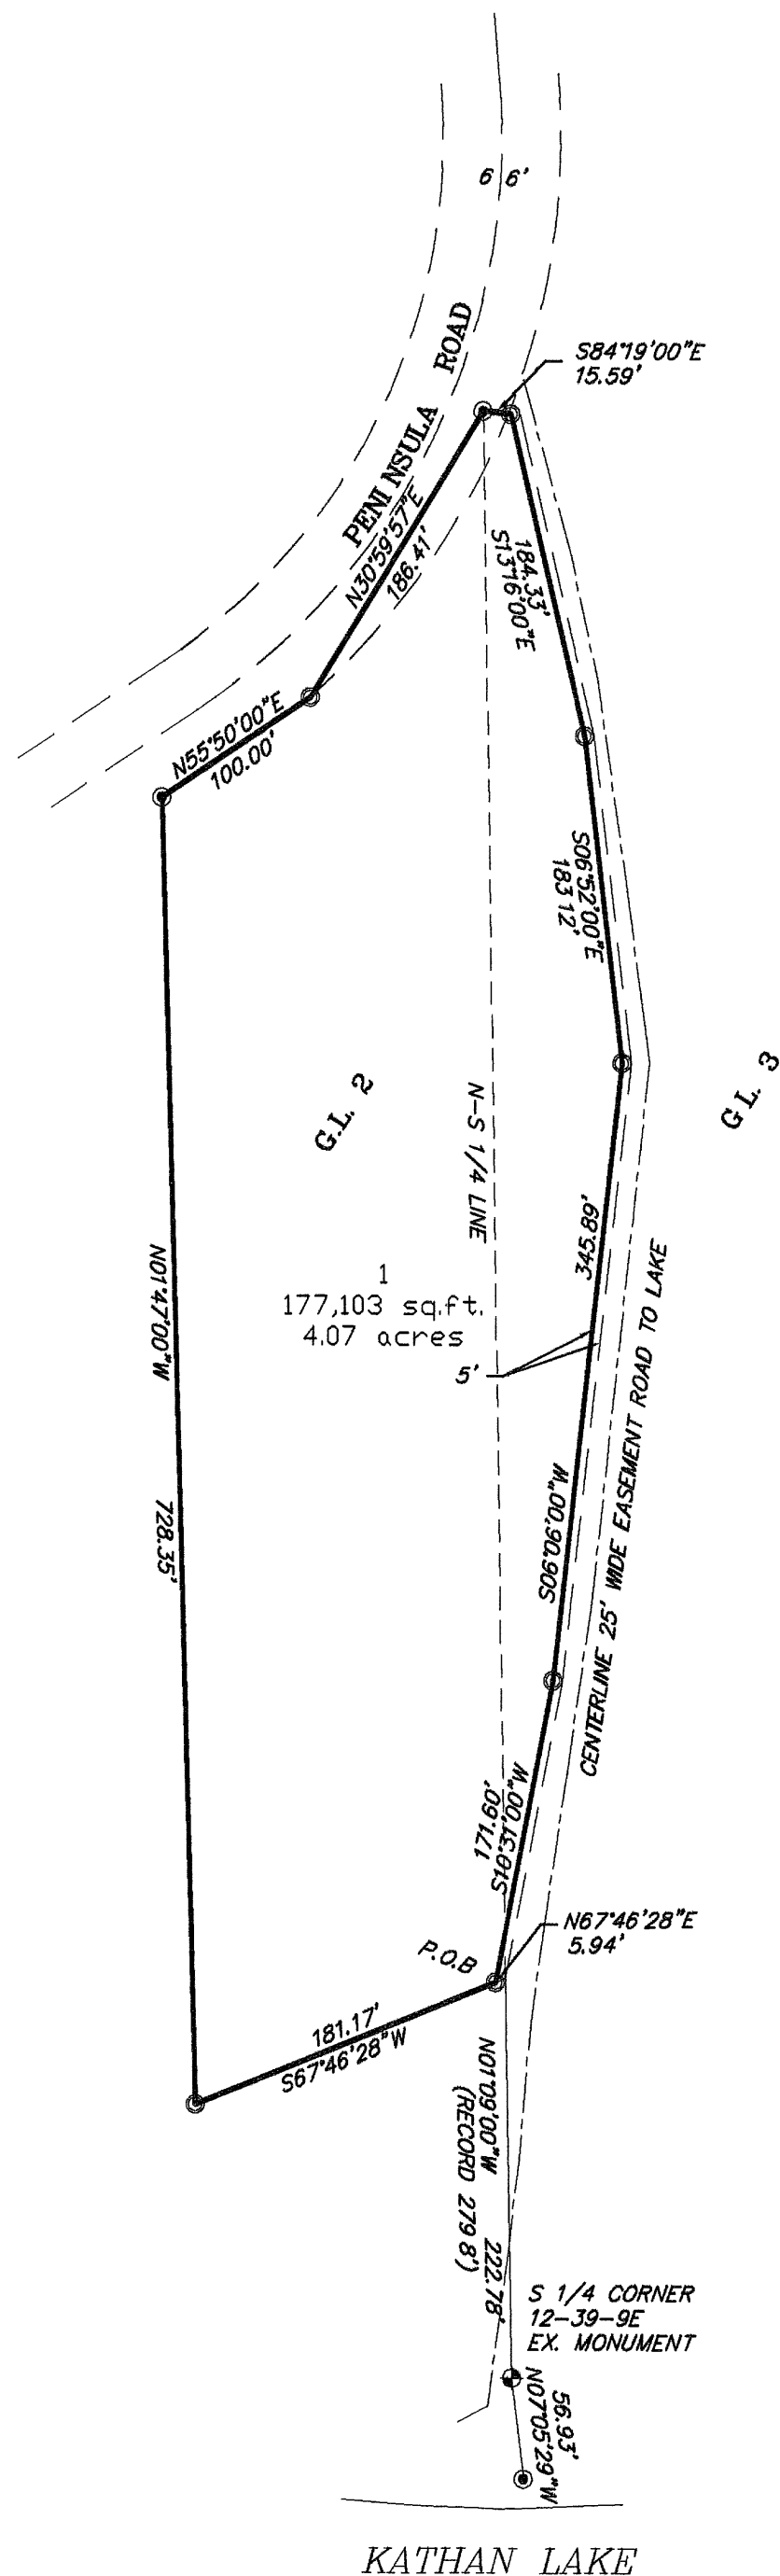 6 6'
S84°19'00"E
15.59'
PENINSULA ROAD
N30°59'57"E
186.41'
184.33'
S13°16'00"E
N55°50'00"E
100.00'
S06°52'00"E
183 12'
G.L. 2
G L. 3
N-S 1/4 LINE
345.89'
S06°06'00"W
1
177,103 sq.ft.
4.07 acres
5'
N01°47'00"W
728.35'
CENTERLINE 25' WIDE EASEMENT ROAD TO LAKE
171.60'
S10°31'00"W
N67°46'28"E
5.94'
P.O.B
181.17'
S67°46'28"W
N01°09'00"W
222.78'
(RECORD 279 8')
S 1/4 CORNER
12-39-9E
EX. MONUMENT
56.93'
N07°05'29"W
KATHAN LAKE